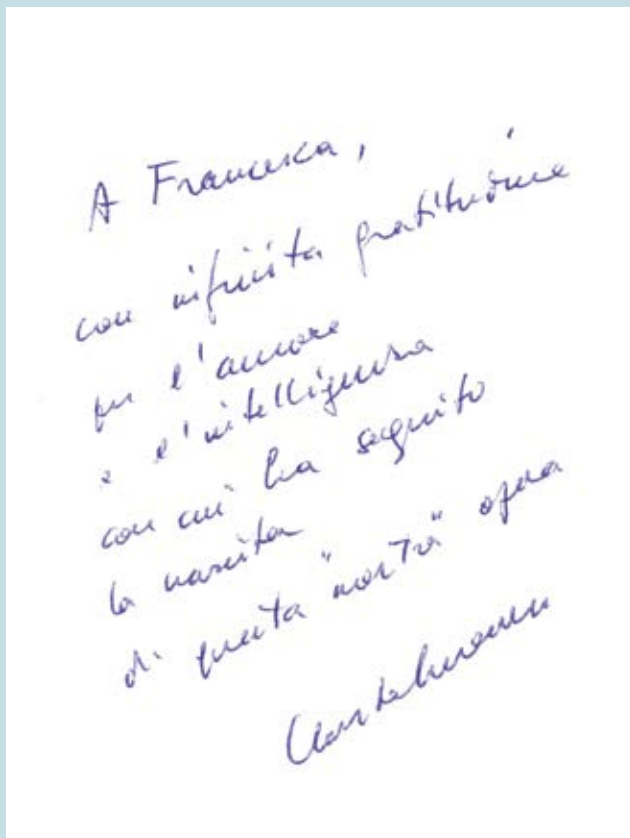 A Francesca,
con infinita gratitudine
per l'amore
e l'intelligenza
con cui ha seguito
la nascita
di questa "nostra" opera